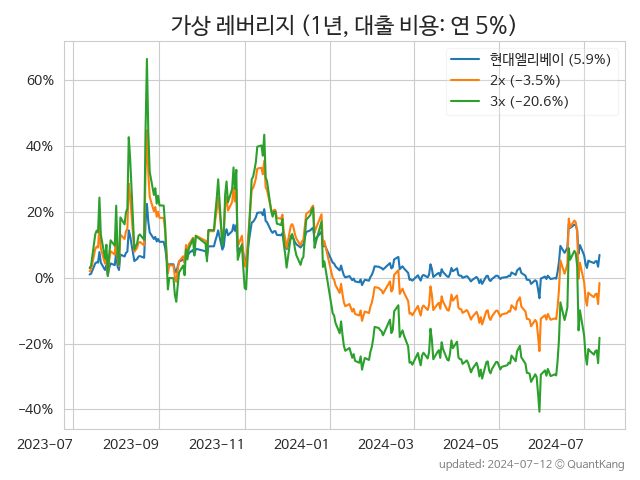 가상 레버리지 (1년, 대출 비용: 연 5%)
현대엘리베이 (5.9%)
2x (−3.5%)
3x (−20.6%)
60%
40%
20%
0%
−20%
−40%
2023-07 2023-09 2023-11 2024-01 2024-03 2024-05 2024-07
updated: 2024-07-12 © QuantKang